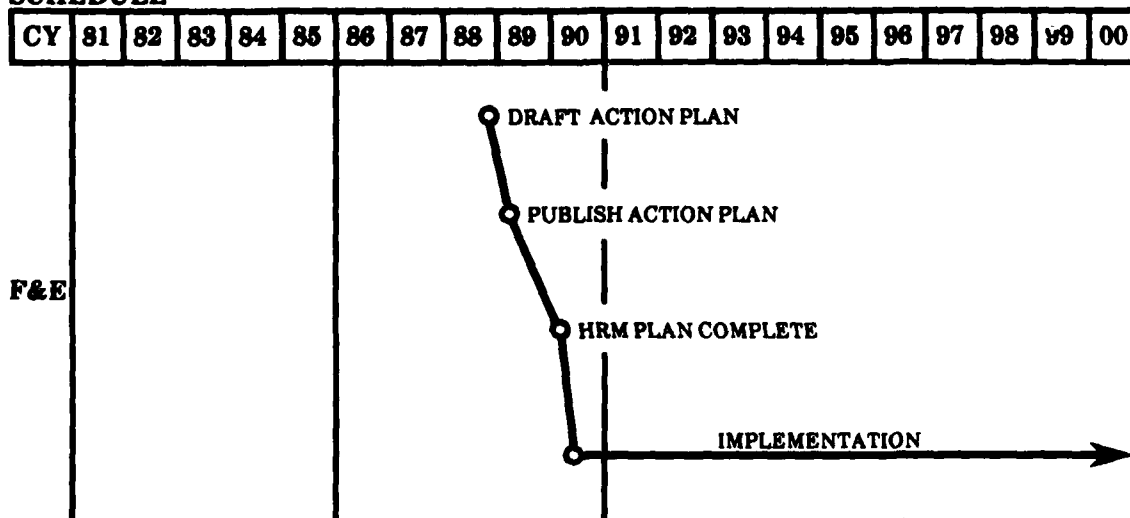 SCHEDULE
CY 81 82 83 84 85 86 87 88 89 90 91 92 93 94 95 96 97 98 99 00
DRAFT ACTION PLAN
PUBLISH ACTION PLAN
F&E
HRM PLAN COMPLETE
IMPLEMENTATION